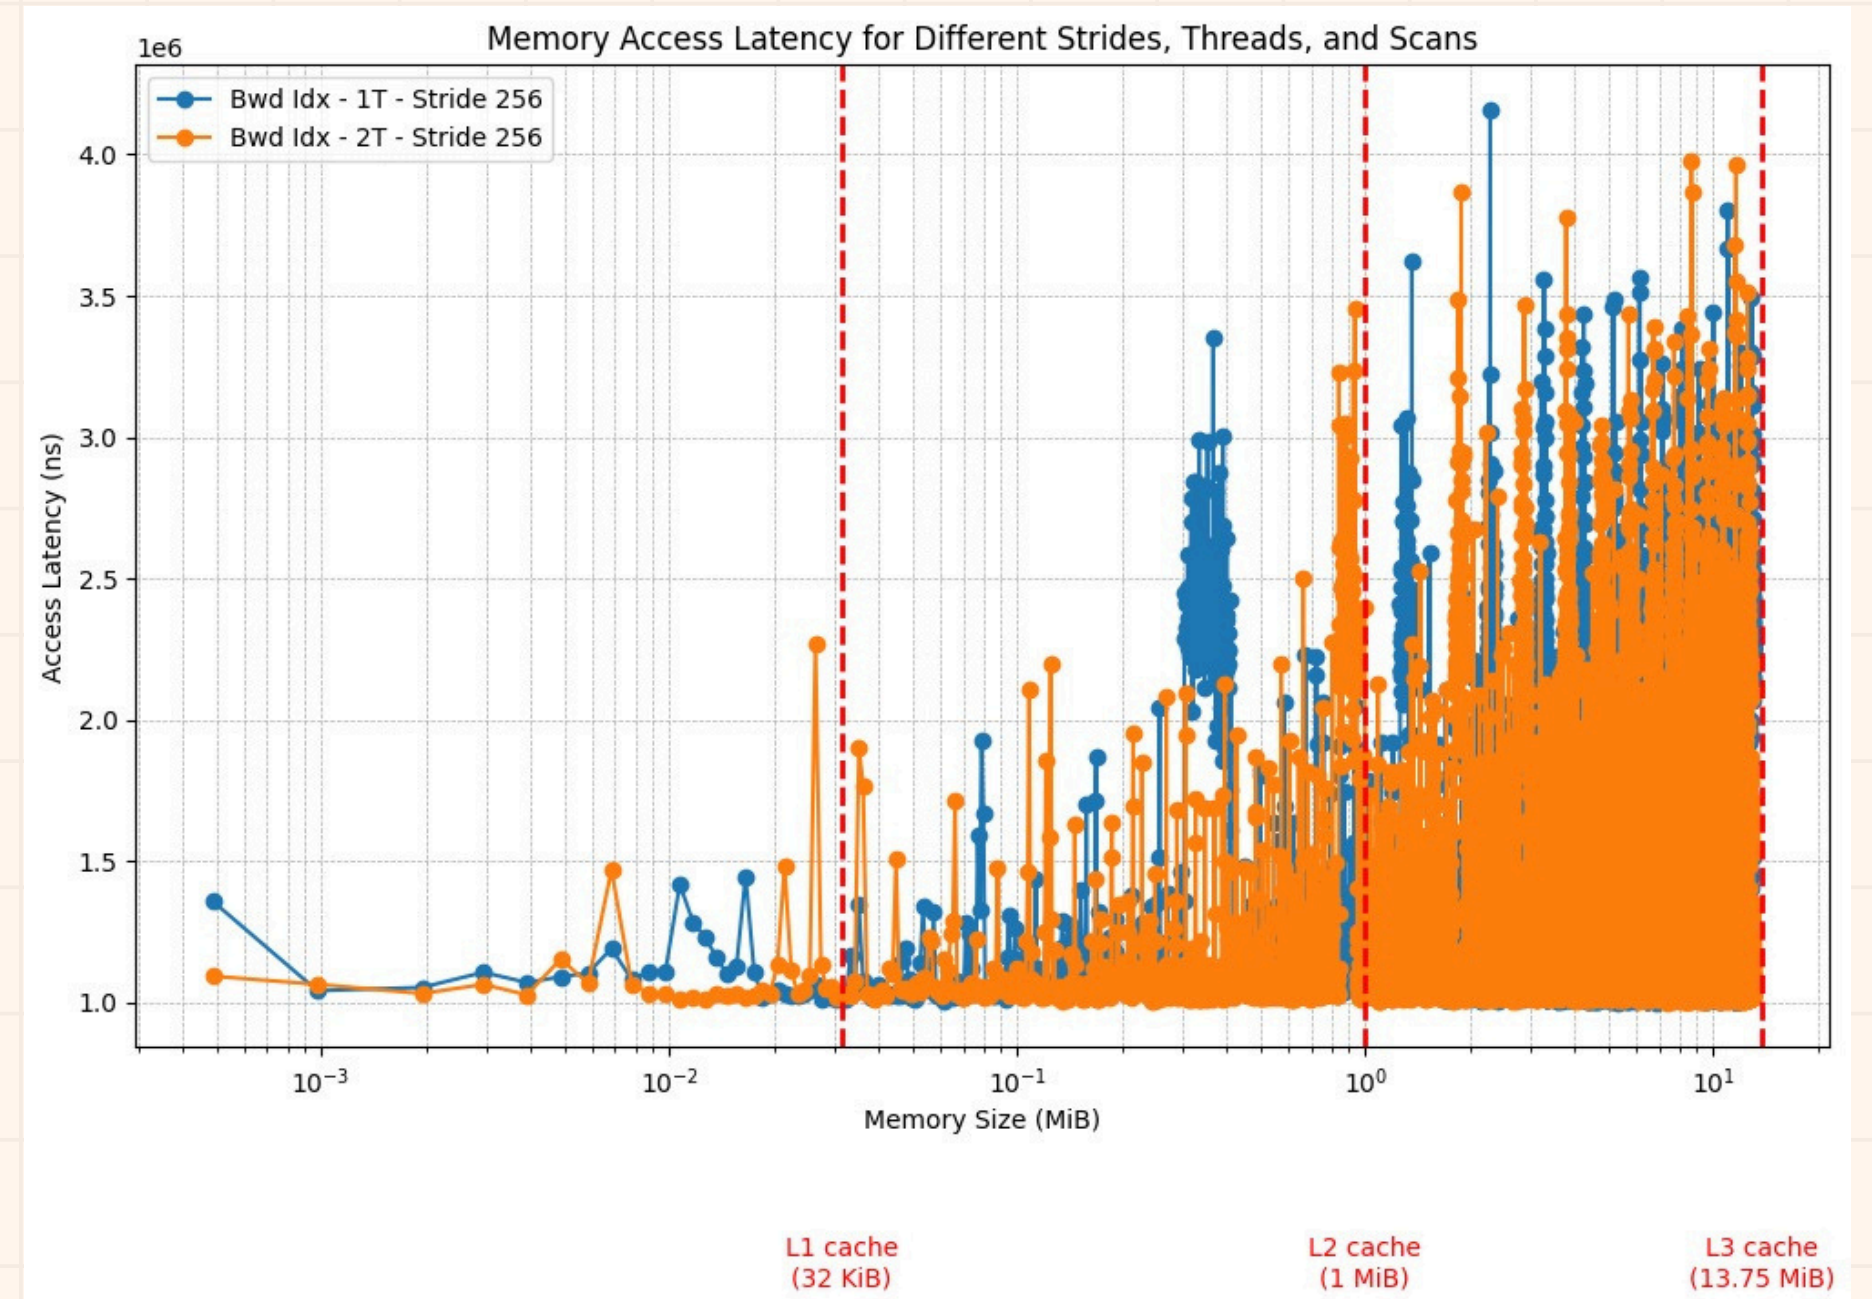 Memory Access Latency for Different Strides, Threads, and Scans
1e6
Bwd Idx - 1T - Stride 256
Bwd Idx - 2T - Stride 256
4.0
3.5
3.0
2.5
2.0
1.5
1.0
Access Latency (ns)
10⁻³ 10⁻² 10⁻¹ 10⁰ 10¹
Memory Size (MiB)
L1 cache
(32 KiB)
L2 cache
(1 MiB)
L3 cache
(13.75 MiB)